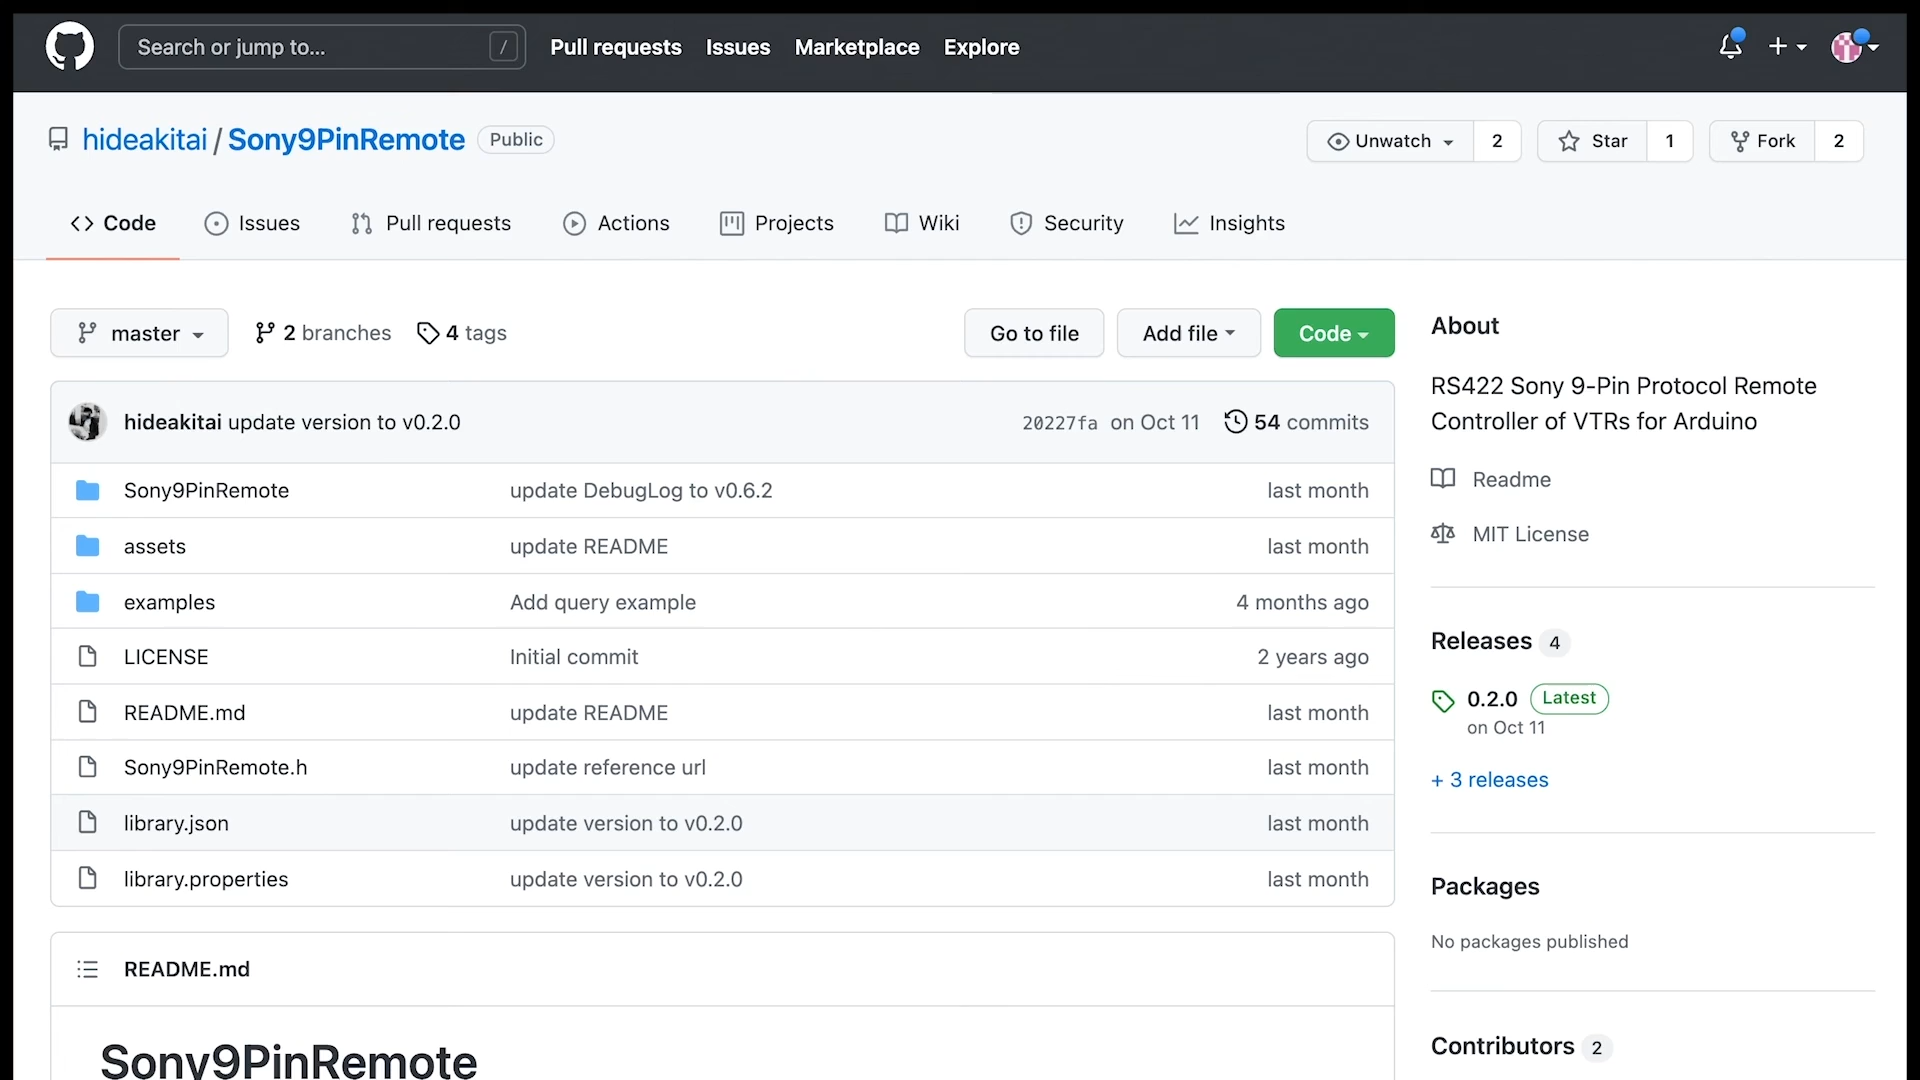 Search or jump to... /
Pull requests Issues Marketplace Explore
hideakitai / Sony9PinRemote Public
Unwatch 2 Star 1 Fork 2
Code Issues Pull requests Actions Projects Wiki Security Insights
master 2 branches 4 tags Go to file Add file Code
hideakitai update version to v0.2.0 20227fa on Oct 11 54 commits
Sony9PinRemote update DebugLog to v0.6.2 last month
assets update README last month
examples Add query example 4 months ago
LICENSE Initial commit 2 years ago
README.md update README last month
Sony9PinRemote.h update reference url last month
library.json update version to v0.2.0 last month
library.properties update version to v0.2.0 last month
README.md
Sony9PinRemote
About
RS422 Sony 9-Pin Protocol Remote
Controller of VTRs for Arduino
Readme
MIT License
Releases 4
0.2.0 Latest
on Oct 11
+ 3 releases
Packages
No packages published
Contributors 2